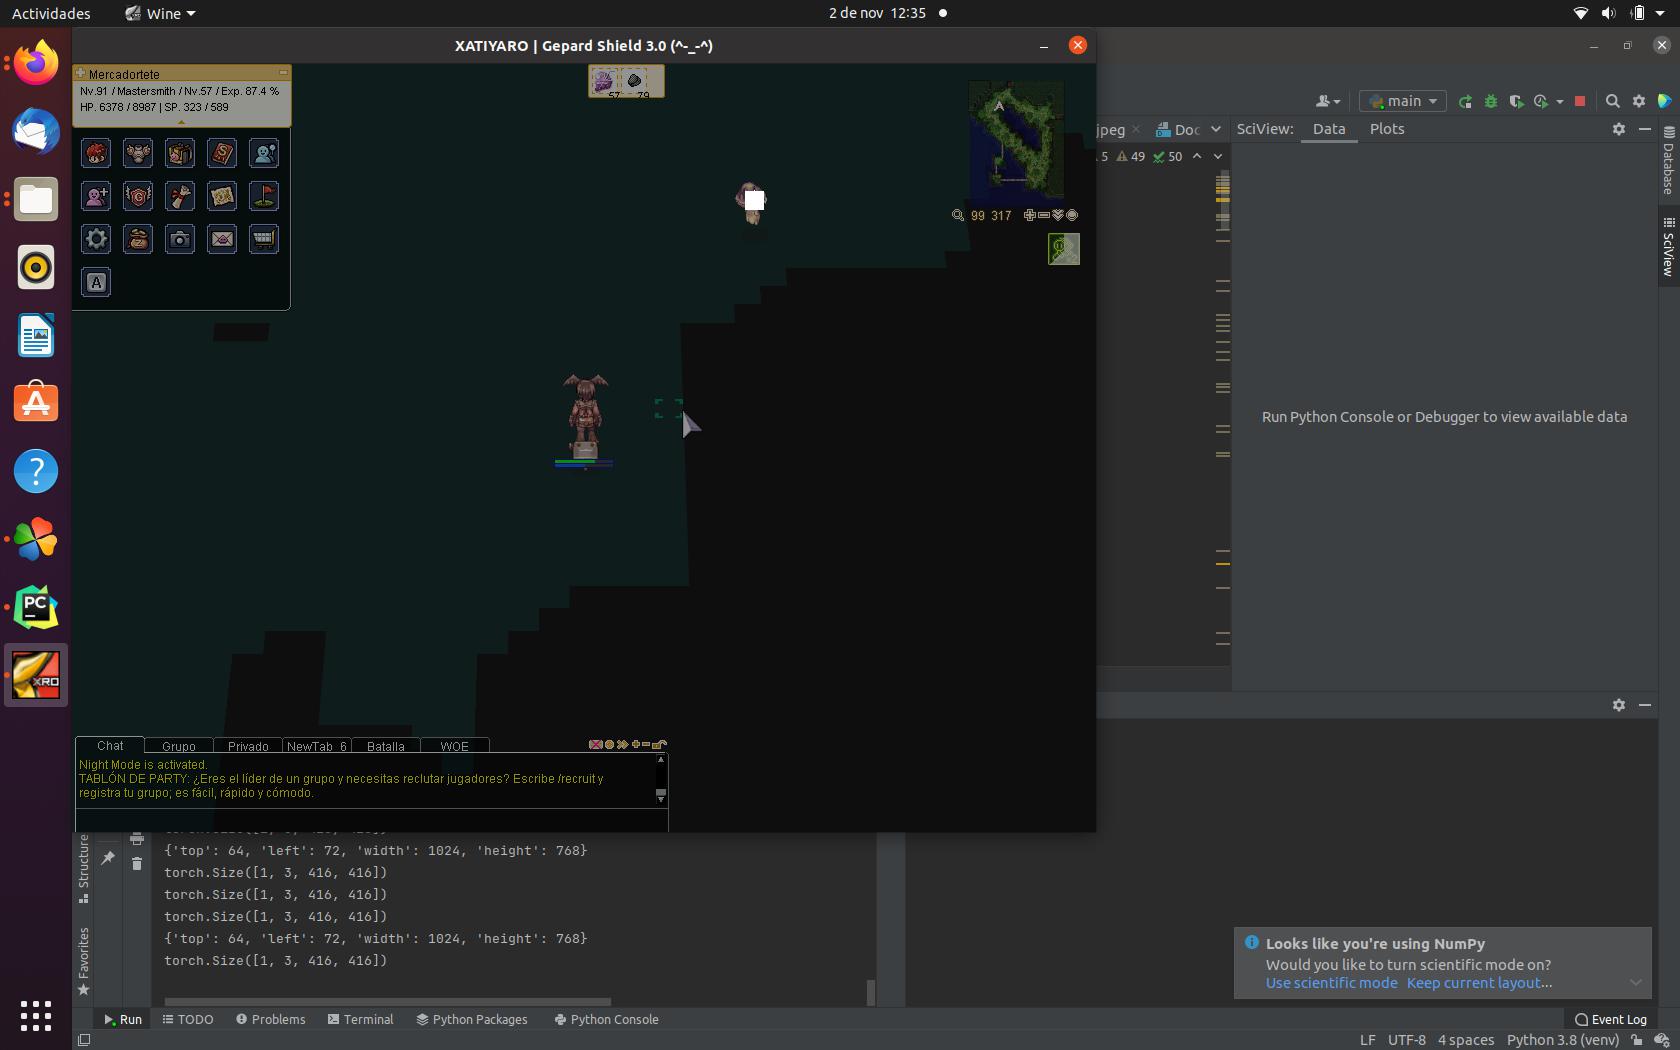 Actividades
Wine
2 de nov 12:35
XATIYARO | Gepard Shield 3.0 (^-_-^)
Mercadortete
Nv.91 / Mastersmith / Nv.57 / Exp. 87.4 %
HP. 6378 / 8987 | SP. 323 / 589
57 79
99 317
A
main
jpeg
Doc
SciView: Data Plots
5 49 50
Database
SciView
Run Python Console or Debugger to view available data
PC
XRO
Chat Grupo Privado NewTab 6 Batalla WOE
Night Mode is activated.
TABLÓN DE PARTY: ¿Eres el líder de un grupo y necesitas reclutar jugadores? Escribe /recruit y
registra tu grupo; es fácil, rápido y cómodo.
{'top': 64, 'left': 72, 'width': 1024, 'height': 768}
torch.Size([1, 3, 416, 416])
torch.Size([1, 3, 416, 416])
torch.Size([1, 3, 416, 416])
{'top': 64, 'left': 72, 'width': 1024, 'height': 768}
torch.Size([1, 3, 416, 416])
Structure
Favorites
Looks like you're using NumPy
Would you like to turn scientific mode on?
Use scientific mode Keep current layout...
Run TODO Problems Terminal Python Packages Python Console
Event Log
LF UTF-8 4 spaces Python 3.8 (venv)